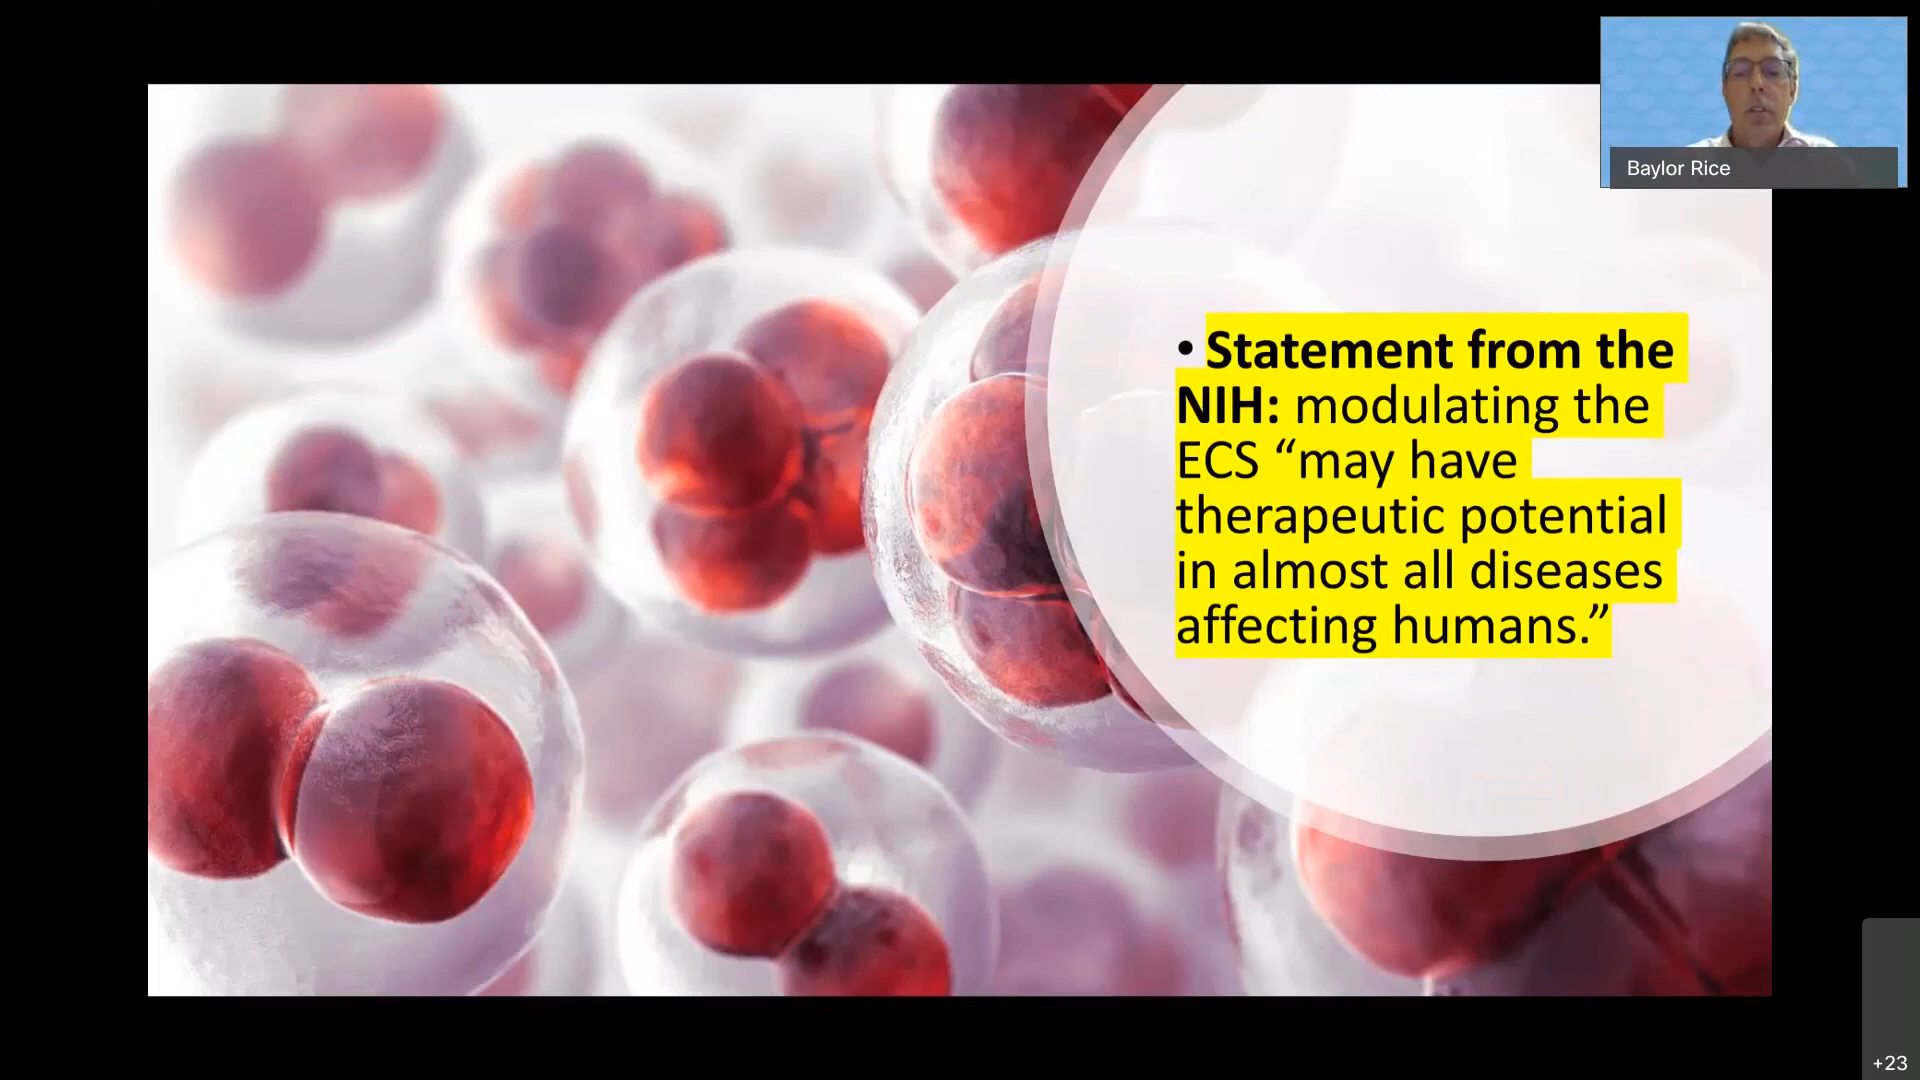 Baylor Rice
• Statement from the
NIH: modulating the
ECS “may have
therapeutic potential
in almost all diseases
affecting humans.”
+23